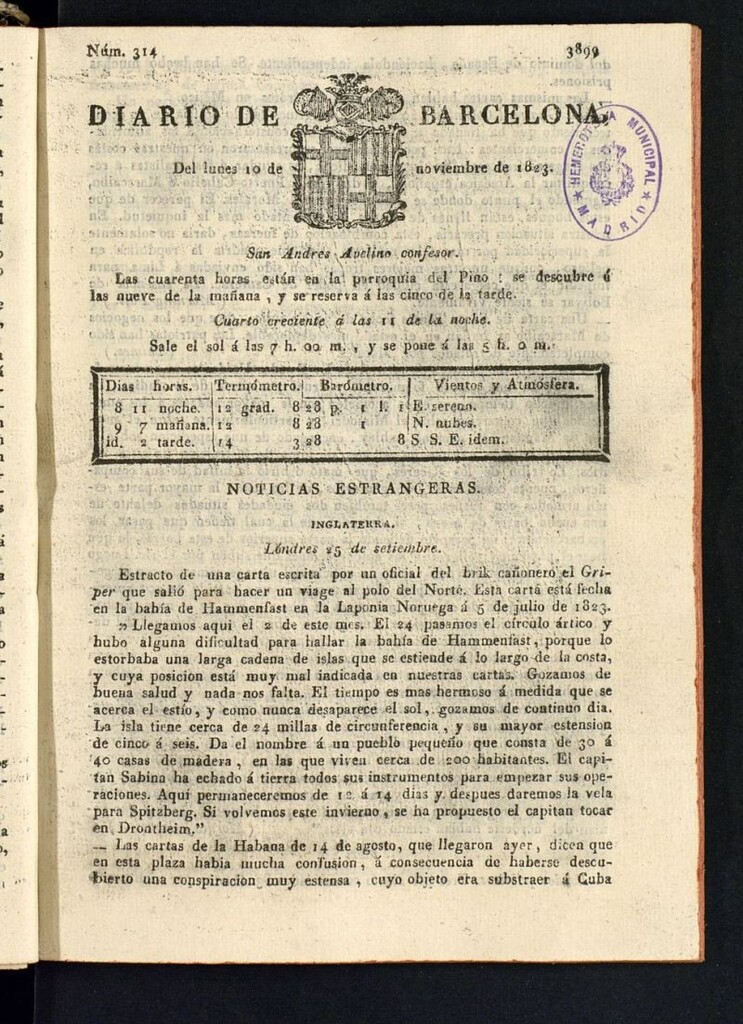 Núm. 314 3899
DIARIO DE BARCELONA,
Del lunes 10 de noviembre de 1823.
HEMEROTECA MUNICIPAL
★ MADRID ★
San Andres Avelino confesor.
Las cuarenta horas están en la parroquia del Pino : se descubre á
las nueve de la mañana , y se reserva á las cinco de la tarde.
Cuarto creciente á las 11 de la noche.
Sale el sol á las 7 h. 00 m. , y se pone á las 5 h. 0 m.
Dias horas. Termómetro. Barómetro. Vientos y Atmósfera.
8 11 noche. 12 grad. 8 28 p. 1 l. 1 E. sereno.
9 7 mañana. 12 8 28 1 N. nubes.
id. 2 tarde. 14 3 28 8 S. S. E. idem.
NOTICIAS ESTRANGERAS.
INGLATERRA.
Lóndres 25 de setiembre.
Estracto de una carta escrita por un oficial del brik cañonero el Gri-
per que salió para hacer un viage al polo del Norte. Esta carta está fecha
en la bahía de Hammenfast en la Laponia Noruega á 5 de julio de 1823.
„ Llegamos aqui el 2 de este mes. El 24 pasamos el círculo ártico y
hubo alguna dificultad para hallar la bahía de Hammenfast, porque lo
estorbaba una larga cadena de islas que se estiende á lo largo de la costa,
y cuya posicion está muy mal indicada en nuestras cartas. Gozamos de
buena salud y nada nos falta. El tiempo es mas hermoso á medida que se
acerca el estío, y como nunca desaparece el sol, gozamos de continuo dia.
La isla tiene cerca de 24 millas de circunferencia , y su mayor estension
de cinco á seis. Da el nombre á un pueblo pequeño que consta de 30 á
40 casas de madera , en las que viven cerca de 200 habitantes. El capi-
tan Sabina ha echado á tierra todos sus instrumentos para empezar sus ope-
raciones. Aqui permaneceremos de 12 á 14 dias y despues daremos la vela
para Spitzberg. Si volvemos este invierno, se ha propuesto el capitan tocar
en Drontheim."
— Las cartas de la Habana de 14 de agosto, que llegaron ayer, dicen que
en esta plaza habia mucha confusion, á consecuencia de haberse descu-
bierto una conspiracion muy estensa , cuyo objeto era substraer á Cuba